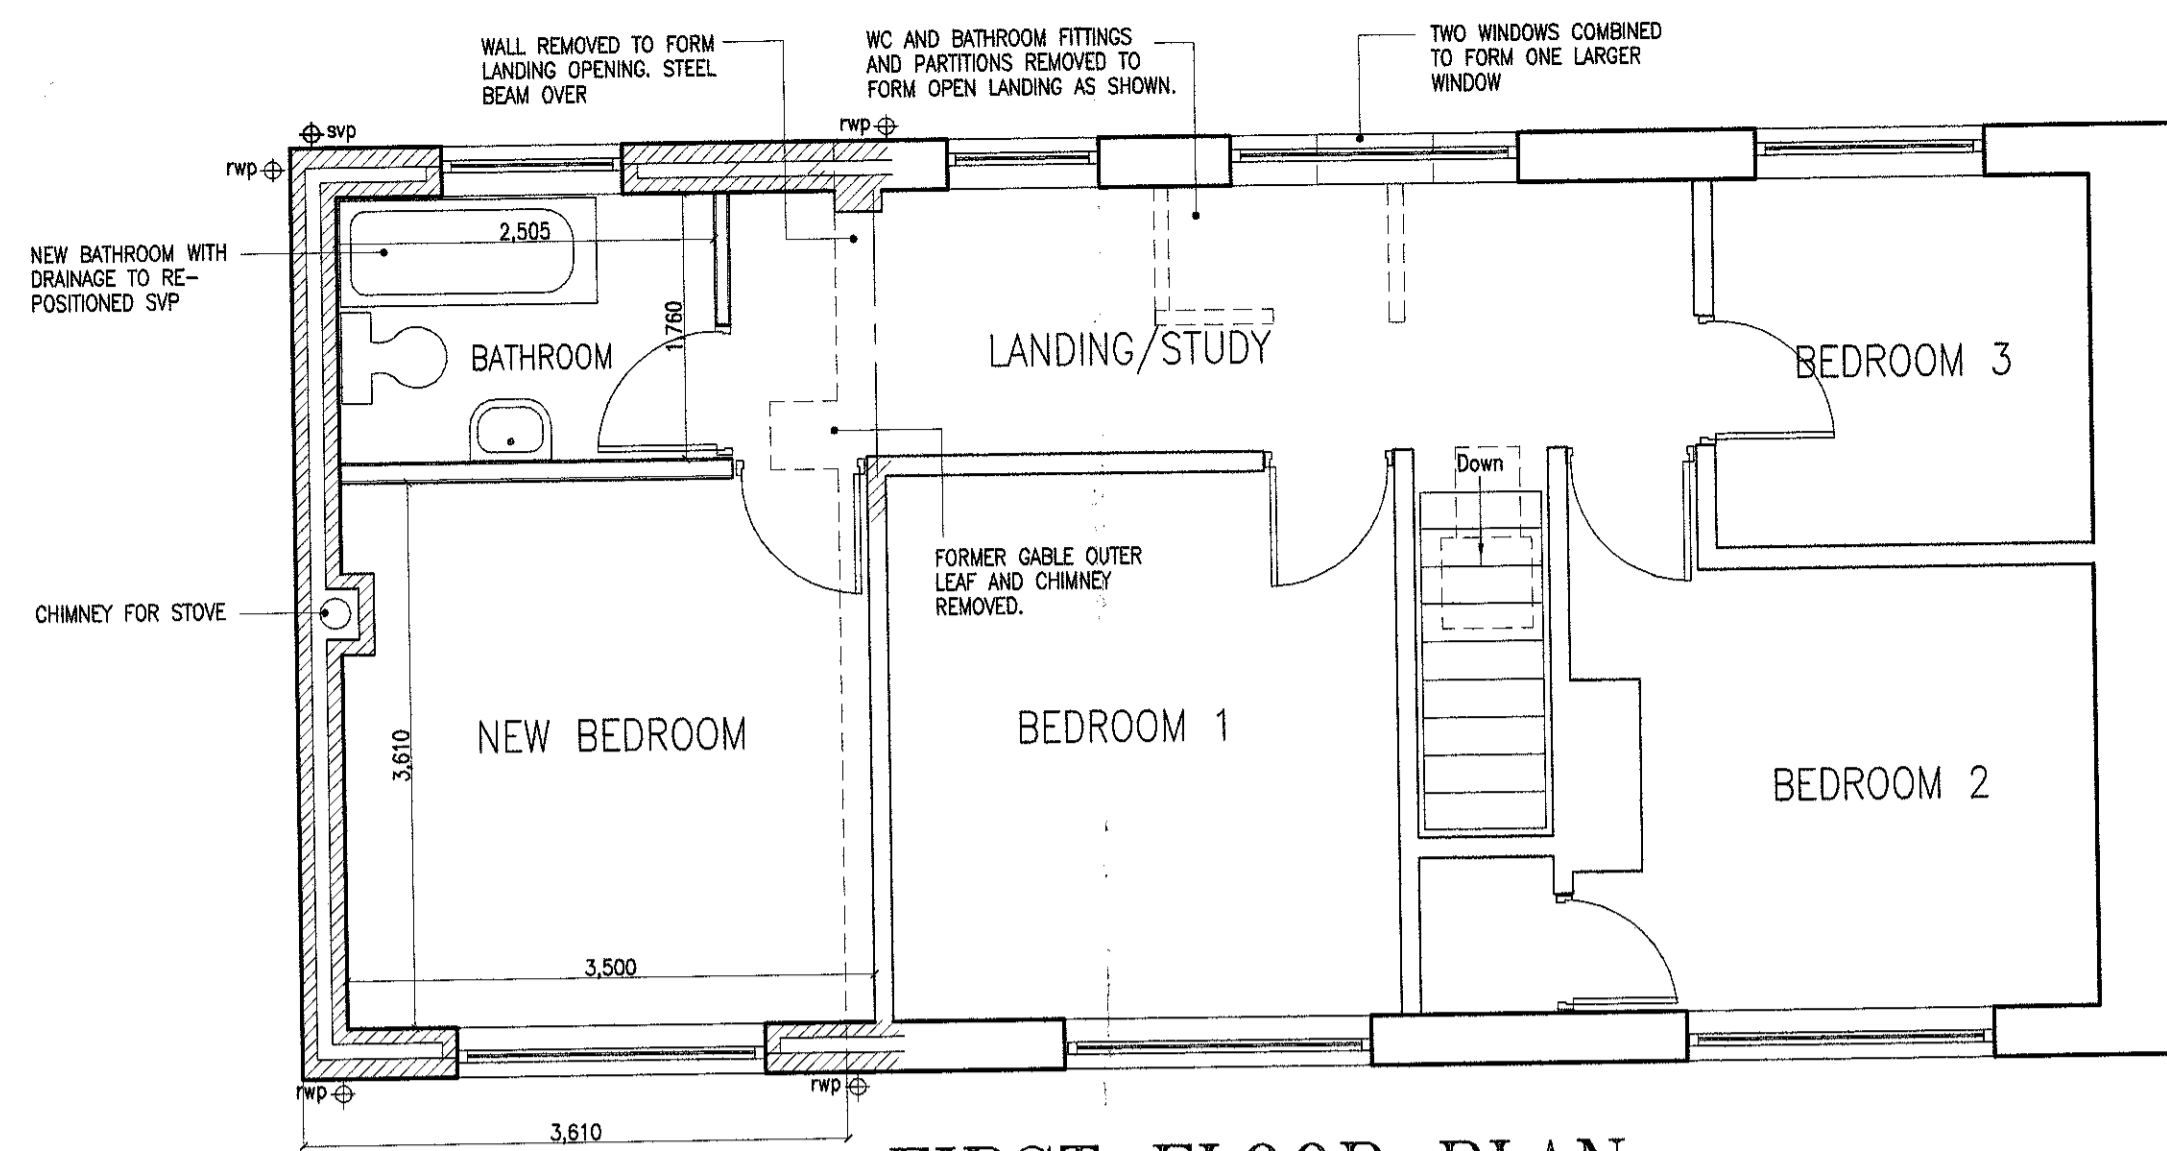 WALL REMOVED TO FORM
LANDING OPENING. STEEL
BEAM OVER
WC AND BATHROOM FITTINGS
AND PARTITIONS REMOVED TO
FORM OPEN LANDING AS SHOWN.
TWO WINDOWS COMBINED
TO FORM ONE LARGER
WINDOW
svp
rwp
rwp
NEW BATHROOM WITH
DRAINAGE TO RE-
POSITIONED SVP
2,505
1,760
BATHROOM
LANDING/STUDY
BEDROOM 3
Down
FORMER GABLE OUTER
LEAF AND CHIMNEY
REMOVED.
CHIMNEY FOR STOVE
NEW BEDROOM
3,610
BEDROOM 1
BEDROOM 2
3,500
rwp
rwp
3,610
FIRST FLOOR PLAN